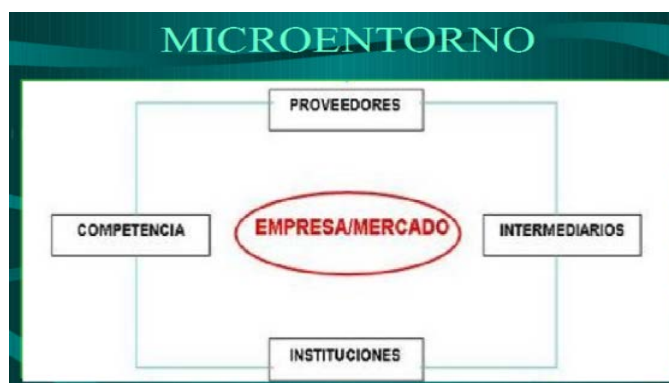 MICROENTORNO
PROVEEDORES
COMPETENCIA
EMPRESA/MERCADO
INTERMEDIARIOS
INSTITUCIONES